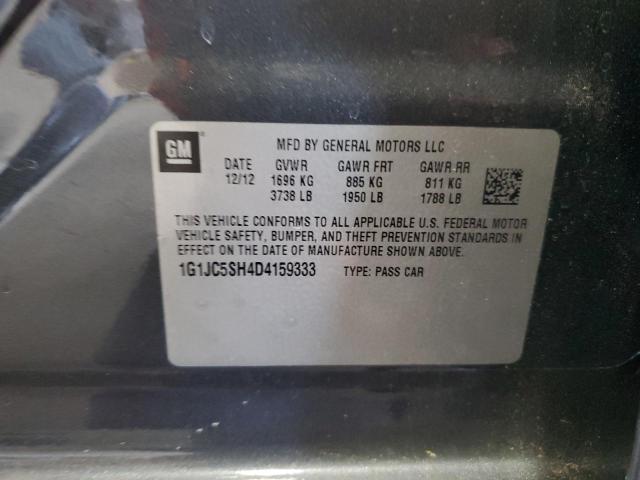 GM MFD BY GENERAL MOTORS LLC
DATE GVWR GAWR FRT GAWR RR
12/12 1696 KG 885 KG 811 KG
3738 LB 1950 LB 1788 LB
THIS VEHICLE CONFORMS TO ALL APPLICABLE U.S. FEDERAL MOTOR
VEHICLE SAFETY, BUMPER, AND THEFT PREVENTION STANDARDS IN
EFFECT ON THE DATE OF MANUFACTURE SHOWN ABOVE.
1G1JC5SH4D4159333 TYPE: PASS CAR